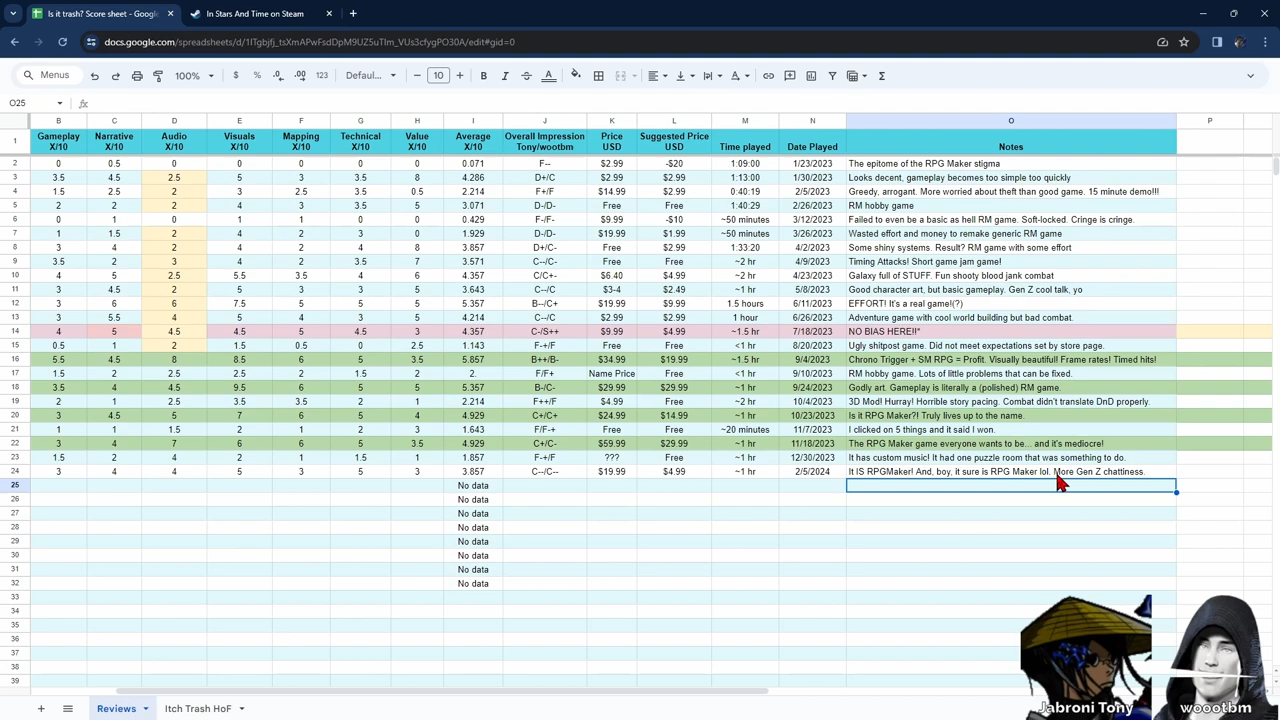 Is it trash? Score sheet - Google
In Stars And Time on Steam
docs.google.com/spreadsheets/d/1ITgbjfj_tsXmAPwFsdDpM9UZ5uTIm_VUs3cfygPO30A/edit#gid=0
Menus 100% $ % .0 .00 123 Defaul... 10
O25 fx
B C D E F G H I J K L M N O P
1 Gameplay X/10 Narrative X/10 Audio X/10 Visuals X/10 Mapping X/10 Technical X/10 Value X/10 Average X/10 Overall Impression Tony/wootbm Price USD Suggested Price USD Time played Date Played Notes
2 0 0.5 0 0 0 0 0 0.071 F-- $2.99 -$20 1:09:00 1/23/2023 The epitome of the RPG Maker stigma
3 3.5 4.5 2.5 5 3 3.5 8 4.286 D+/C $2.99 $2.99 1:13:00 1/30/2023 Looks decent, gameplay becomes too simple too quickly
4 1.5 2.5 2 3 2.5 3.5 0.5 2.214 F+/F $14.99 $2.99 0:40:19 2/5/2023 Greedy, arrogant. More worried about theft than good game. 15 minute demo!!!
5 2 2 2 4 3 3.5 5 3.071 D-/D- Free Free 1:40:29 2/26/2023 RM hobby game
6 0 1 0 1 1 0 0 0.429 F-/F- $9.99 -$10 ~50 minutes 3/12/2023 Failed to even be a basic as hell RM game. Soft-locked. Cringe is cringe.
7 1 1.5 2 4 2 3 0 1.929 D-/D- $19.99 $1.99 ~50 minutes 3/26/2023 Wasted effort and money to remake generic RM game
8 3 4 2 4 3 3 8 3.857 D+/C- Free $2.99 1:33:20 4/2/2023 Some shiny systems. Result? RM game with some effort
9 3.5 2 3 4 2 3.5 7 3.571 C--/C- Free Free ~2 hr 4/9/2023 Timing Attacks! Short game jam game!
10 4 5 2.5 5.5 3.5 4 6 4.357 C/C+- $6.40 $4.99 ~2 hr 4/23/2023 Galaxy full of STUFF. Fun shooty blood jank combat
11 3 4.5 2 5 3 3 5 3.643 C--/C $3-4 $2.49 ~1 hr 5/8/2023 Good character art, but basic gameplay. Gen Z cool talk, yo
12 3 6 6 7.5 5 5 5 5.357 B--/C+ $19.99 $9.99 1.5 hours 6/11/2023 EFFORT! It's a real game!(?)
13 3 5.5 4 5 4 5 3 4.214 C--/C $2.99 $2.99 1 hour 6/26/2023 Adventure game with cool world building but bad combat.
14 4 5 4.5 4.5 5 4.5 3 4.357 C-/S++ $9.99 $4.99 ~1.5 hr 7/18/2023 NO BIAS HERE!!*
15 0.5 1 2 1.5 0.5 0 2.5 1.143 F-/F- Free Free <1 hr 8/20/2023 Ugly shitpost game. Did not meet expectations set by store page.
16 5.5 4.5 8 8.5 6 5 3.5 5.857 B++/B- $34.99 $19.99 ~1.5 hr 9/4/2023 Chrono Trigger + SM RPG = Profit. Visually beautiful! Frame rates! Timed hits!
17 1.5 2 2.5 2.5 2 1.5 2 2. F/F+ Name Price Free <1 hr 9/10/2023 RM hobby game. Lots of little problems that can be fixed.
18 3.5 4 4.5 9.5 6 5 5 5.357 B-/C- $29.99 $29.99 ~1 hr 9/24/2023 Godly art. Gameplay is literally a (polished) RM game.
19 2 1 3.5 3.5 2 2.5 1 2.214 F++/F $4.99 Free ~2 hr 10/4/2023 3D Mod! Hurray! Horrible story pacing. Combat didn't translate DnD properly.
20 3 4.5 5 7 6 5 4 4.929 C+/C+ $24.99 $14.99 ~1 hr 10/23/2023 Is it RPG Maker?! Truly lives up to the name.
21 1 1 1.5 2 1 2 3 1.643 F/F-+ Free Free ~20 minutes 11/7/2023 I clicked on 5 things and it said I won.
22 3 4 7 6 6 5 3.5 4.929 C+/C- $59.99 $29.99 ~1 hr 11/18/2023 The RPG Maker game everyone wants to be... and it's mediocre!
23 1.5 2 4 2 1 1.5 1 1.857 F-+/F ??? Free ~1 hr 12/30/2023 It has custom music! It had one puzzle room that was something to do.
24 3 4 4 5 3 5 3 3.857 C--/C-- $19.99 $4.99 ~1 hr 2/5/2024 It IS RPGMaker! And, boy, it sure is RPG Maker lol. More Gen Z chattiness.
25 No data
26 No data
27 No data
28 No data
29 No data
30 No data
31 No data
32 No data
33
34
35
36
37
38
39
Jabroni Tony
woootbm
Reviews
Itch Trash HoF